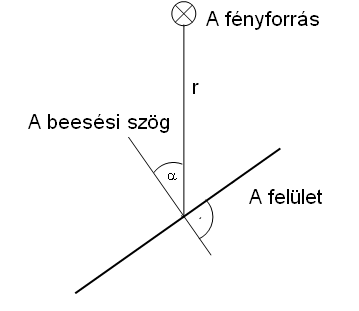 A fényforrás
r
A beesési szög
α
A felület